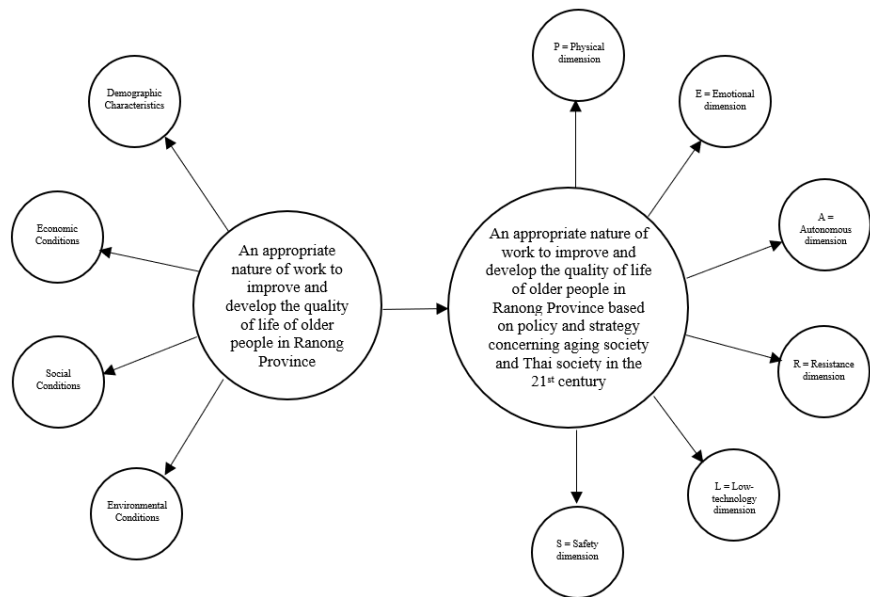 Demographic
Characteristics
Economic
Conditions
Social
Conditions
Environmental
Conditions
An appropriate
nature of work to
improve and
develop the quality
of life of older
people in Ranong
Province
An appropriate nature of
work to improve and
develop the quality of life
of older people in
Ranong Province based
on policy and strategy
concerning aging society
and Thai society in the
21st century
P = Physical
dimension
E = Emotional
dimension
A =
Autonomous
dimension
R = Resistance
dimension
L = Low-
technology
dimension
S = Safety
dimension